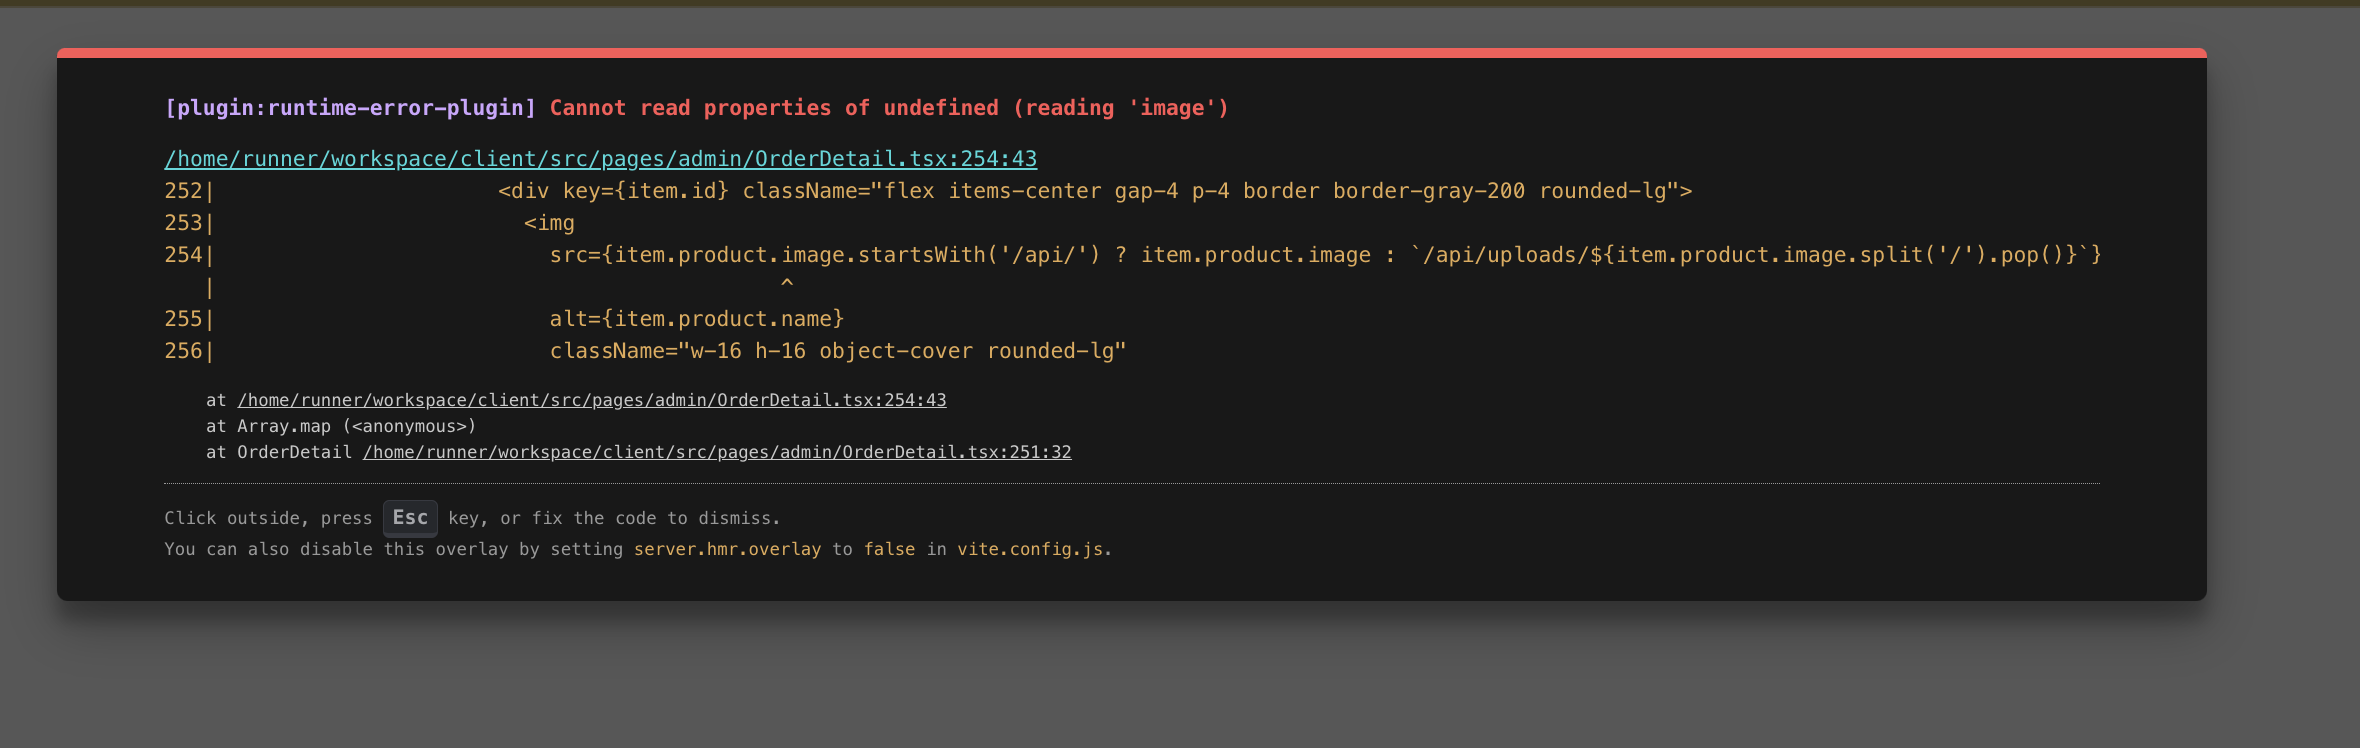 [plugin:runtime-error-plugin] Cannot read properties of undefined (reading 'image')
/home/runner/workspace/client/src/pages/admin/OrderDetail.tsx:254:43
252|                      <div key={item.id} className="flex items-center gap-4 p-4 border border-gray-200 rounded-lg">
253|                        <img
254|                          src={item.product.image.startsWith('/api/') ? item.product.image : `/api/uploads/${item.product.image.split('/').pop()}`}
   |                                            ^
255|                          alt={item.product.name}
256|                          className="w-16 h-16 object-cover rounded-lg"
at /home/runner/workspace/client/src/pages/admin/OrderDetail.tsx:254:43
at Array.map (<anonymous>)
at OrderDetail /home/runner/workspace/client/src/pages/admin/OrderDetail.tsx:251:32
Click outside, press Esc key, or fix the code to dismiss.
You can also disable this overlay by setting server.hmr.overlay to false in vite.config.js.